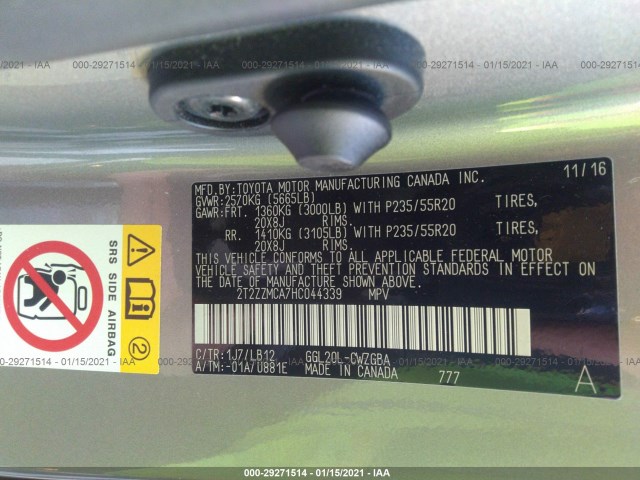 000-29271514 - 01/15/2021 - IAA
MFD.BY:TOYOTA MOTOR MANUFACTURING CANADA INC. 11/16
GVWR:2570KG (5665LB)
GAWR:FRT. 1360KG (3000LB) WITH P235/55R20 TIRES,
20X8J RIMS.
RR. 1410KG (3105LB) WITH P235/55R20 TIRES,
20X8J RIMS.
THIS VEHICLE CONFORMS TO ALL APPLICABLE FEDERAL MOTOR
VEHICLE SAFETY AND THEFT PREVENTION STANDARDS IN EFFECT ON
THE DATE OF MANUFACTURE SHOWN ABOVE.
2T2ZZMCA7HC044339 MPV
C/TR:1J7/LB12 GGL20L-CWZGBA
A/TM:-01A/U881E MADE IN CANADA 777 A
SRS SIDE AIRBAG
2
000-29271514 - 01/15/2021 - IAA